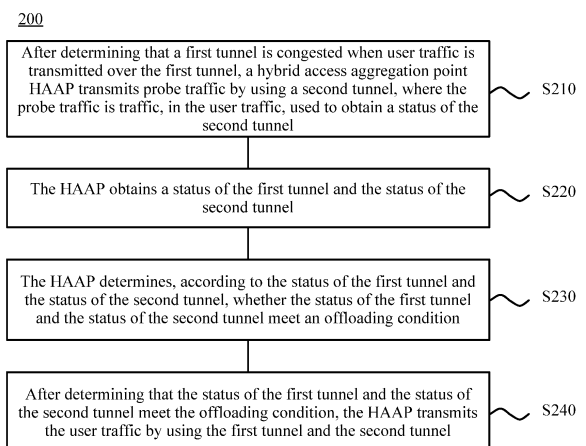 200
After determining that a first tunnel is congested when user traffic is
transmitted over the first tunnel, a hybrid access aggregation point
HAAP transmits probe traffic by using a second tunnel, where the
probe traffic is traffic, in the user traffic, used to obtain a status of the
second tunnel
S210
The HAAP obtains a status of the first tunnel and the status of the
second tunnel
S220
The HAAP determines, according to the status of the first tunnel and
the status of the second tunnel, whether the status of the first tunnel
and the status of the second tunnel meet an offloading condition
S230
After determining that the status of the first tunnel and the status of
the second tunnel meet the offloading condition, the HAAP transmits
the user traffic by using the first tunnel and the second tunnel
S240